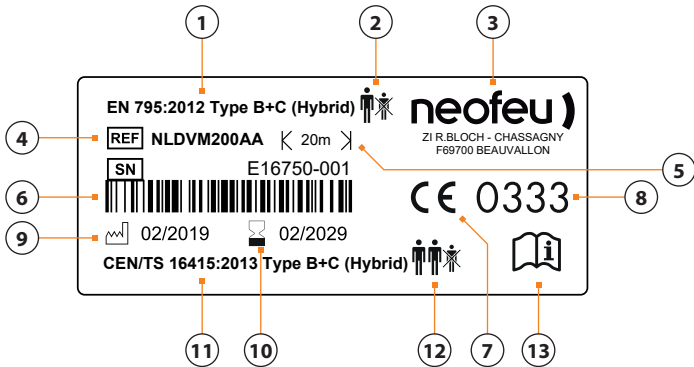 1
2
3
EN 795:2012 Type B+C (Hybrid)
neofeu
ZI R.BLOCH - CHASSAGNY
F69700 BEAUVALLON
4
REF NLDVM200AA 20m
5
SN E16750-001
6
CE 0333
8
9
02/2019 02/2029
CEN/TS 16415:2013 Type B+C (Hybrid)
i
11
10
12
7
13